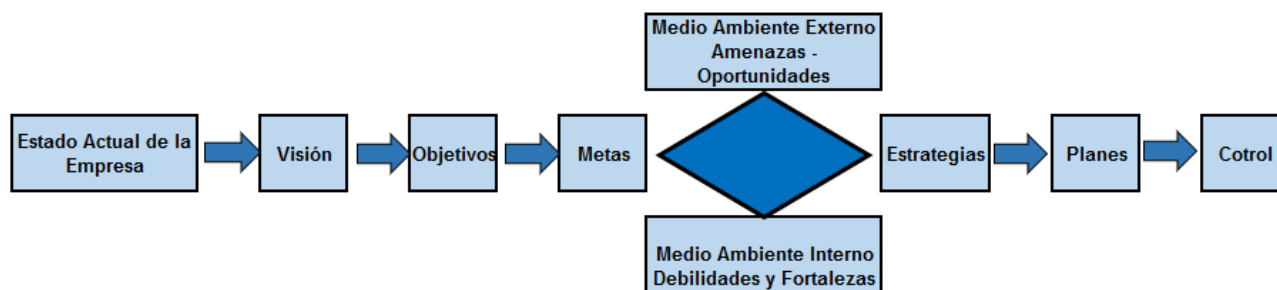 Estado Actual de la
Empresa
Visión
Objetivos
Metas
Medio Ambiente Externo
Amenazas -
Oportunidades
Medio Ambiente Interno
Debilidades y Fortalezas
Estrategias
Planes
Cotrol